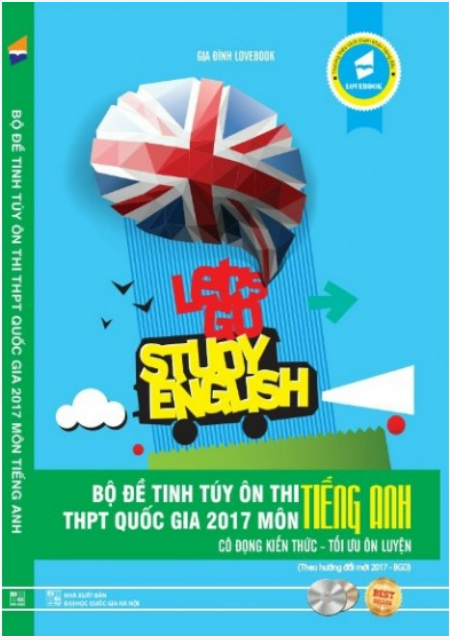 BỘ ĐỀ TINH TÚY ÔN THI THPT QUỐC GIA 2017 MÔN TIẾNG ANH
GIA ĐÌNH LOVEBOOK
LOVEBOOK
Let's
GO
STUDY
ENGLISH
BỘ ĐỀ TINH TÚY ÔN THI
THPT QUỐC GIA 2017 MÔN
TIẾNG ANH
CÔ ĐỌNG KIẾN THỨC - TỐI ƯU ÔN LUYỆN
(Theo hướng đổi mới 2017 - BGD)
NHÀ XUẤT BẢN
ĐẠI HỌC QUỐC GIA HÀ NỘI
BEST
SELLER